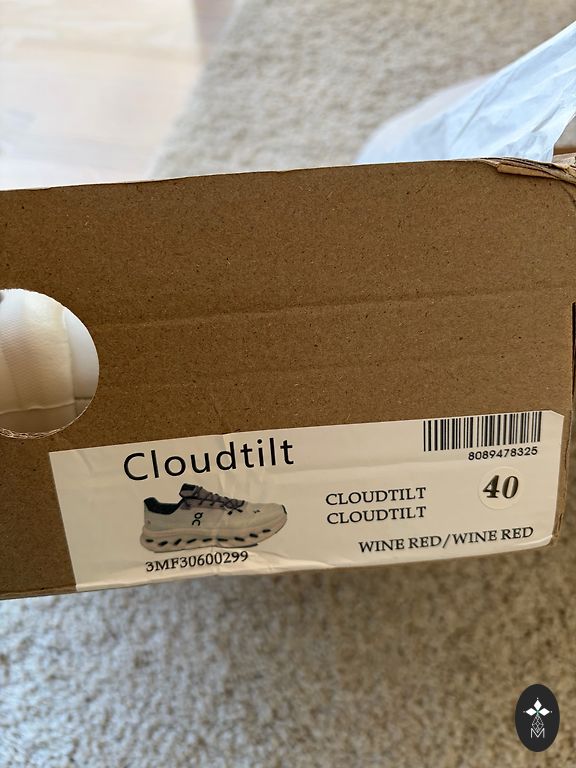 Cloudtilt
8089478325
CLOUDTILT
CLOUDTILT
40
WINE RED/WINE RED
3MF30600299
M